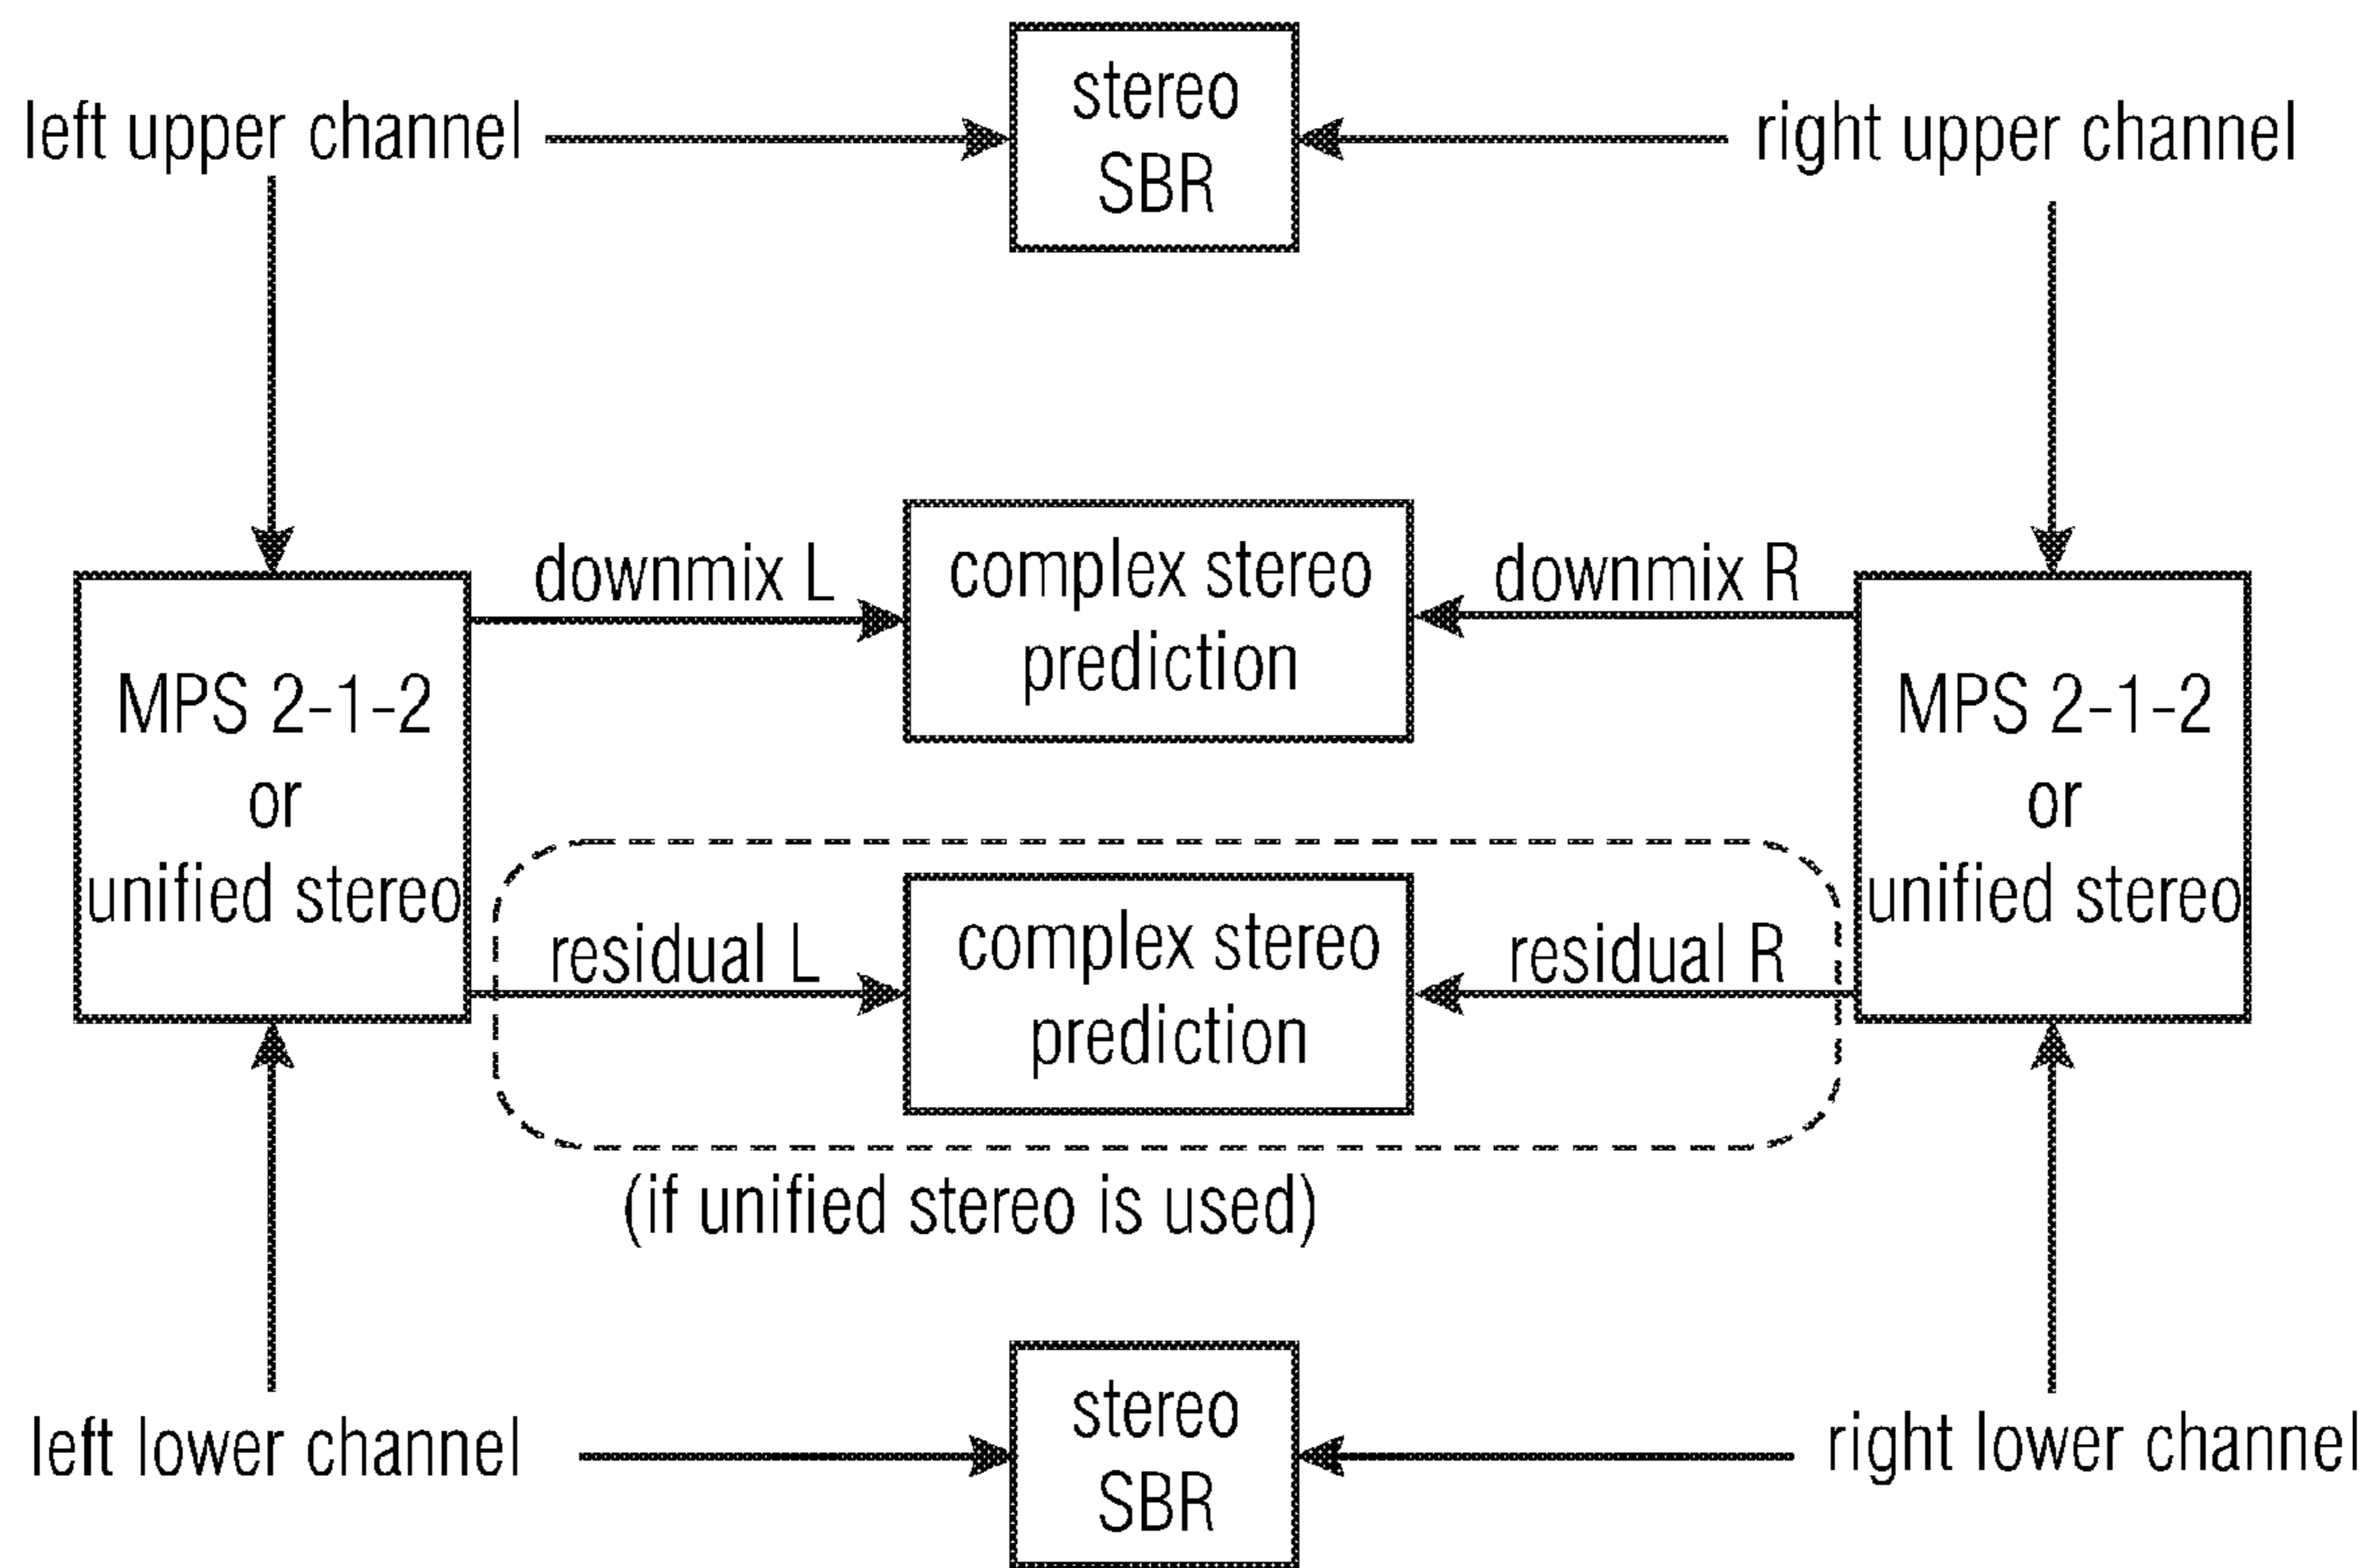 stereo
SBR
left upper channel
right upper channel
downmix L
complex stereo
prediction
downmix R
MPS 2-1-2
or
unified stereo
MPS 2-1-2
or
unified stereo
residual L
complex stereo
prediction
residual R
(if unified stereo is used)
left lower channel
stereo
SBR
right lower channel